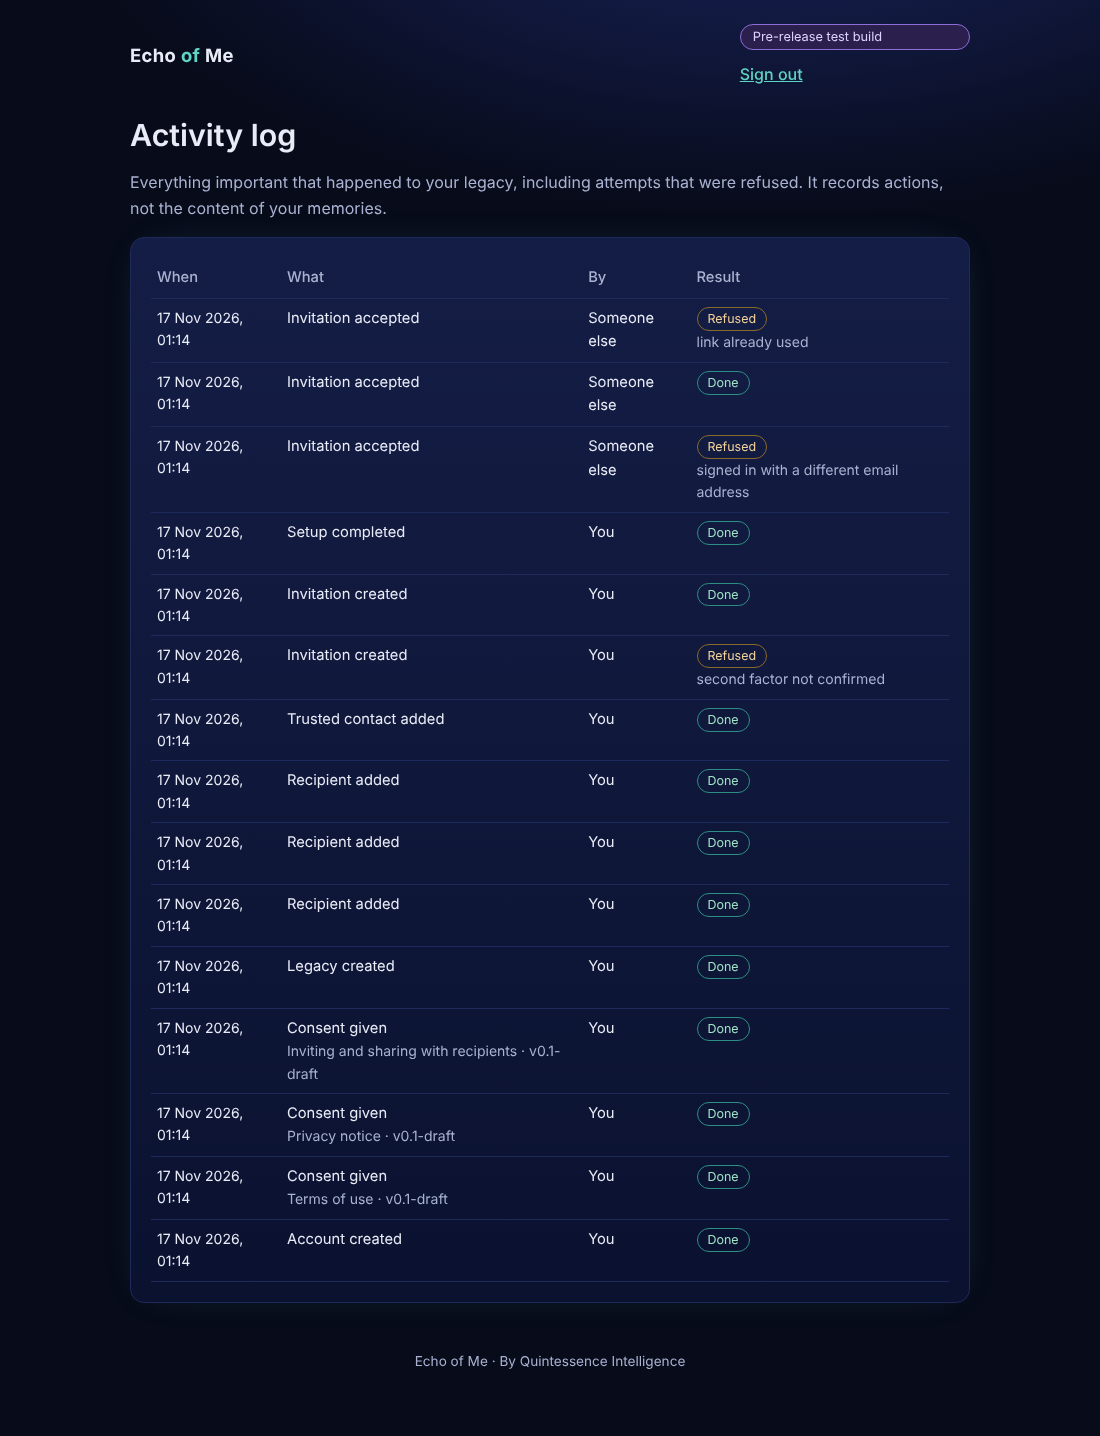 Echo of Me
Pre-release test build
Sign out
Activity log
Everything important that happened to your legacy, including attempts that were refused. It records actions,
not the content of your memories.
When What By Result
17 Nov 2026, Invitation accepted Someone Refused
01:14 else link already used
17 Nov 2026, Invitation accepted Someone Done
01:14 else
17 Nov 2026, Invitation accepted Someone Refused
01:14 else signed in with a different email
address
17 Nov 2026, Setup completed You Done
01:14
17 Nov 2026, Invitation created You Done
01:14
17 Nov 2026, Invitation created You Refused
01:14 second factor not confirmed
17 Nov 2026, Trusted contact added You Done
01:14
17 Nov 2026, Recipient added You Done
01:14
17 Nov 2026, Recipient added You Done
01:14
17 Nov 2026, Recipient added You Done
01:14
17 Nov 2026, Legacy created You Done
01:14
17 Nov 2026, Consent given You Done
01:14 Inviting and sharing with recipients · v0.1-
draft
17 Nov 2026, Consent given You Done
01:14 Privacy notice · v0.1-draft
17 Nov 2026, Consent given You Done
01:14 Terms of use · v0.1-draft
17 Nov 2026, Account created You Done
01:14
Echo of Me · By Quintessence Intelligence